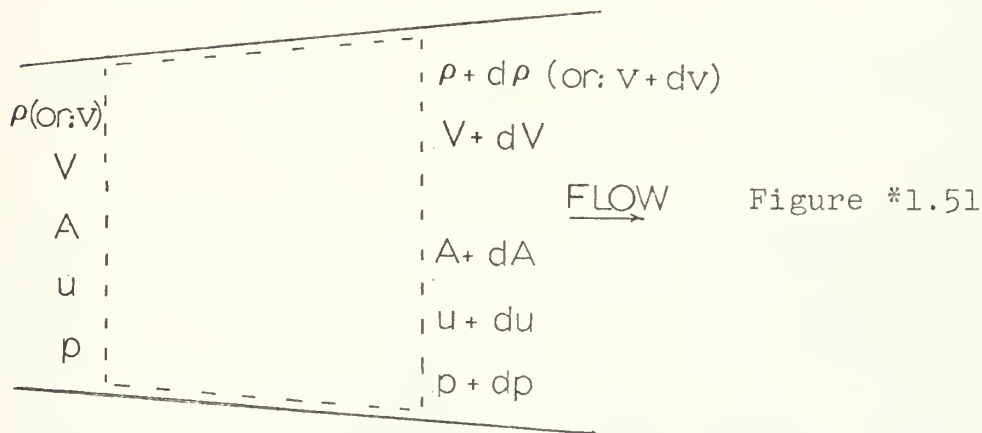 ρ(or:v)
V
A
u
p
ρ + dρ (or: v + dv)
V + dV
A + dA
u + du
p + dp
FLOW
Figure *1.51